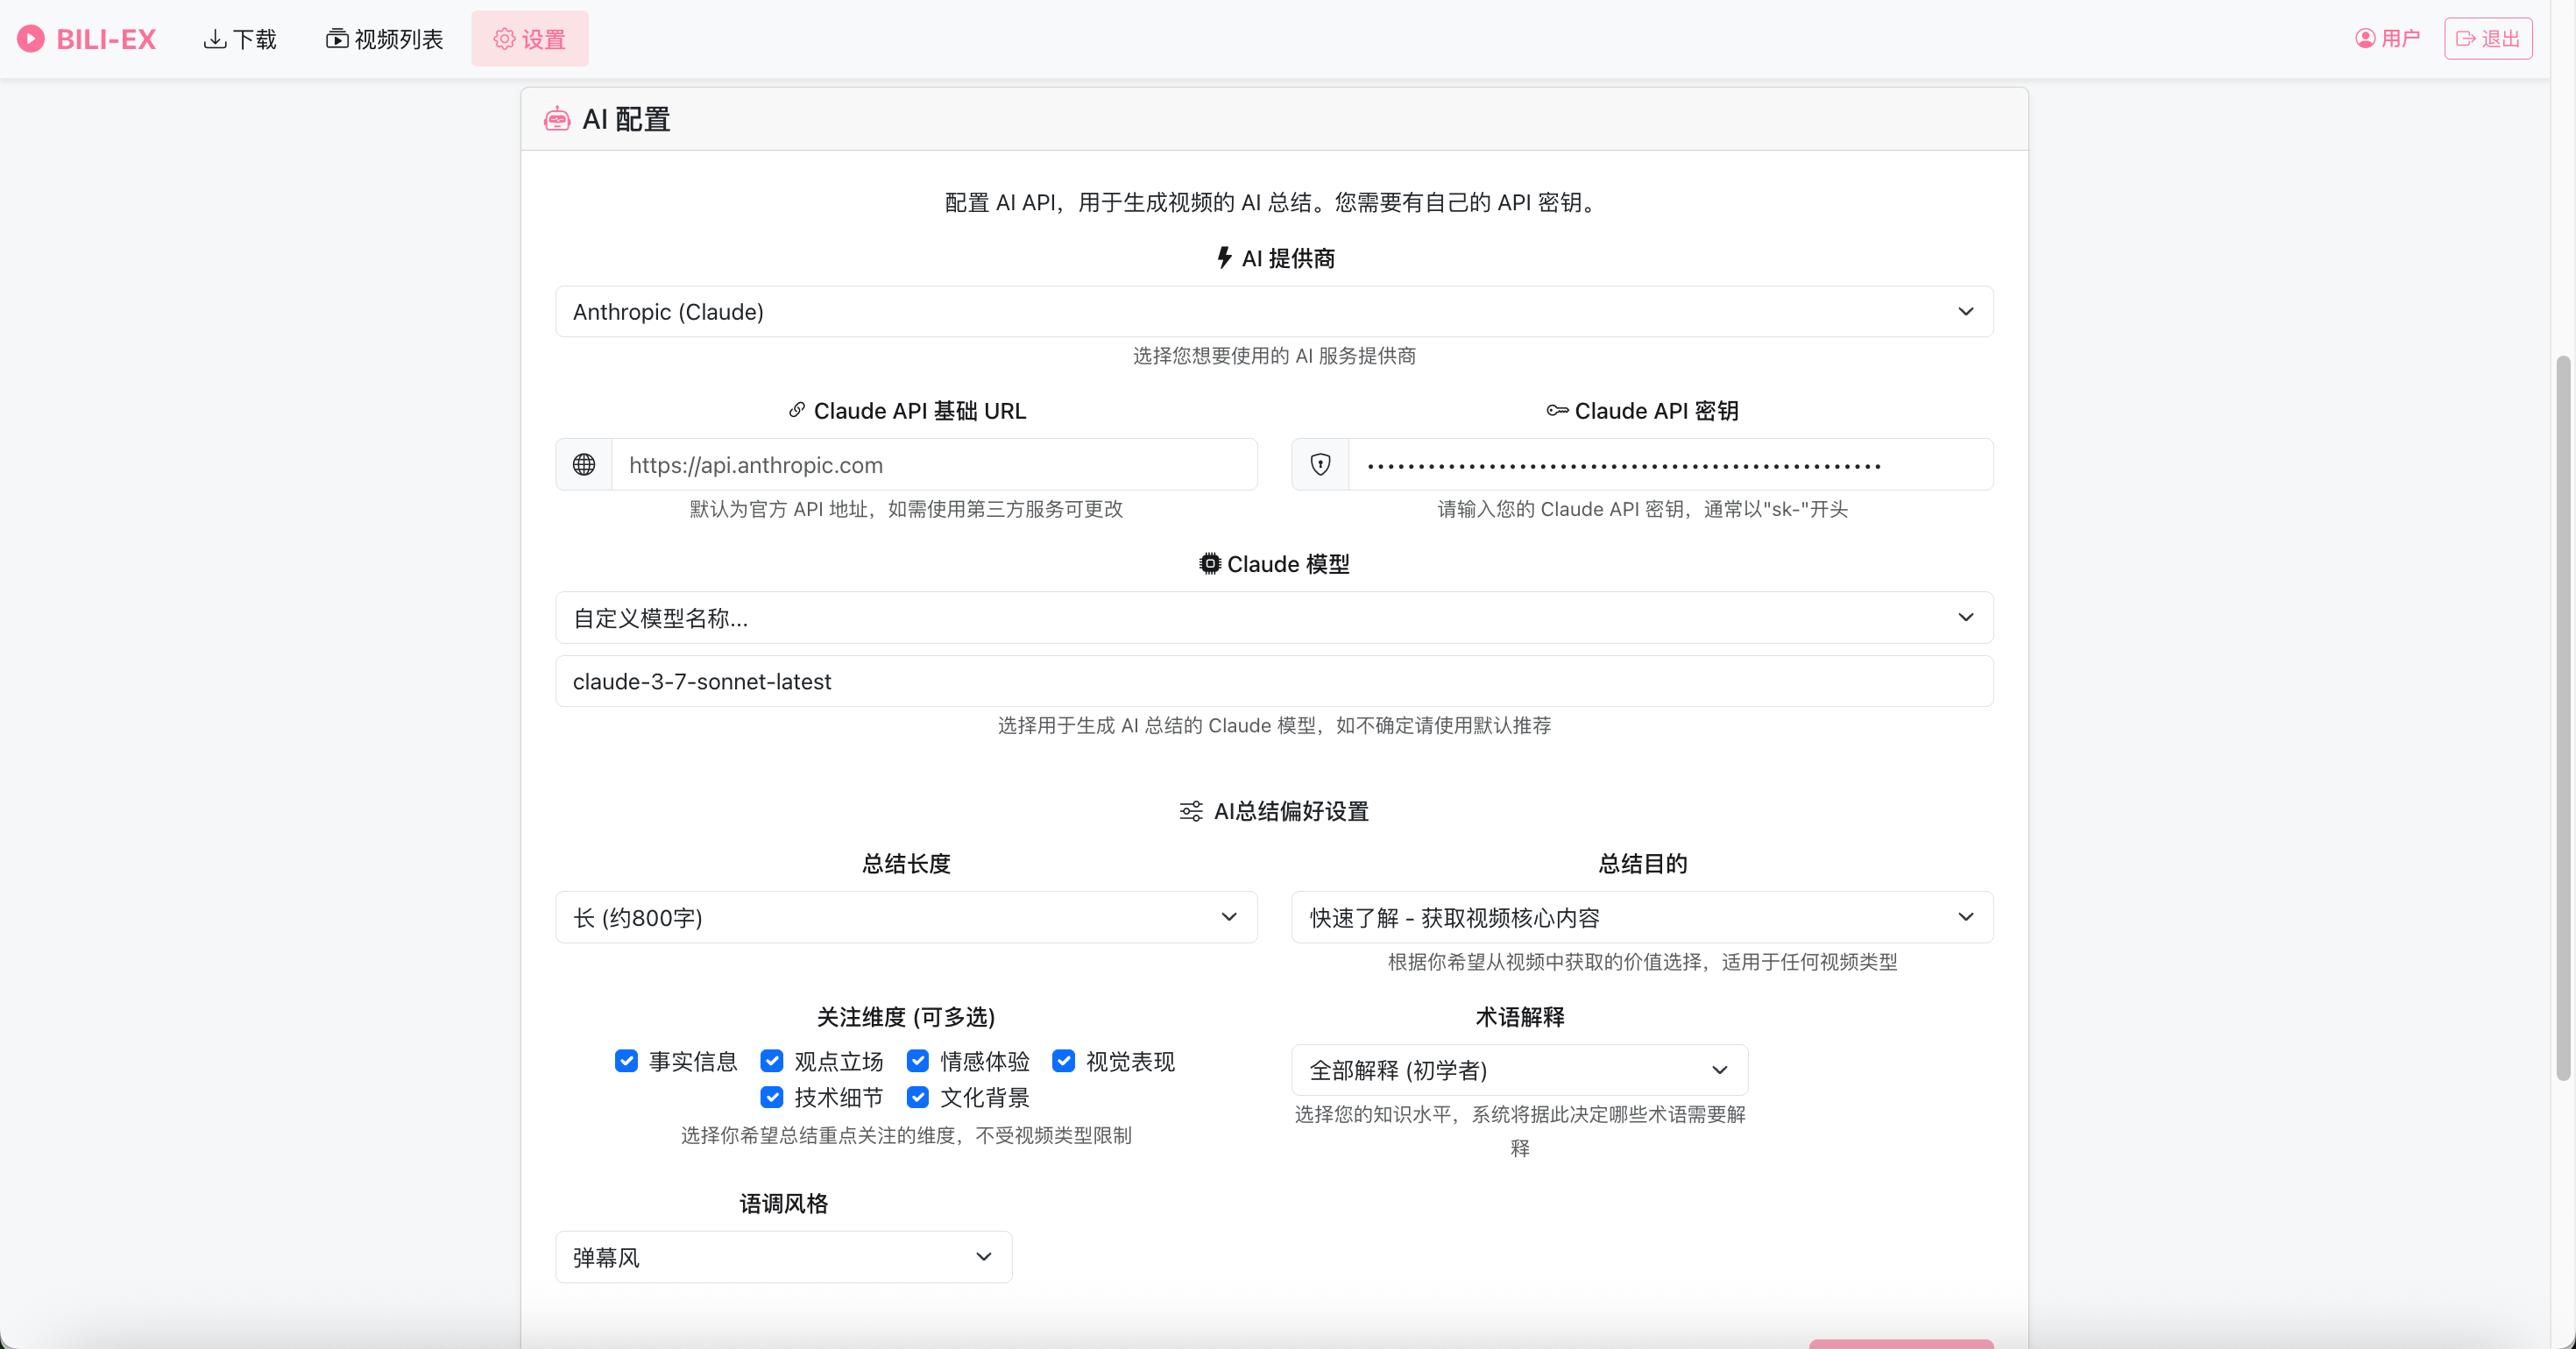 BILI-EX
下载
视频列表
设置
用户
退出
AI 配置
配置 AI API，用于生成视频的 AI 总结。您需要有自己的 API 密钥。
AI 提供商
Anthropic (Claude)
选择您想要使用的 AI 服务提供商
Claude API 基础 URL
https://api.anthropic.com
默认为官方 API 地址，如需使用第三方服务可更改
Claude API 密钥
请输入您的 Claude API 密钥，通常以"sk-"开头
Claude 模型
自定义模型名称...
claude-3-7-sonnet-latest
选择用于生成 AI 总结的 Claude 模型，如不确定请使用默认推荐
AI总结偏好设置
总结长度
长 (约800字)
总结目的
快速了解 - 获取视频核心内容
根据你希望从视频中获取的价值选择，适用于任何视频类型
关注维度 (可多选)
事实信息 观点立场 情感体验 视觉表现
技术细节 文化背景
选择你希望总结重点关注的维度，不受视频类型限制
术语解释
全部解释 (初学者)
选择您的知识水平，系统将据此决定哪些术语需要解
释
语调风格
弹幕风